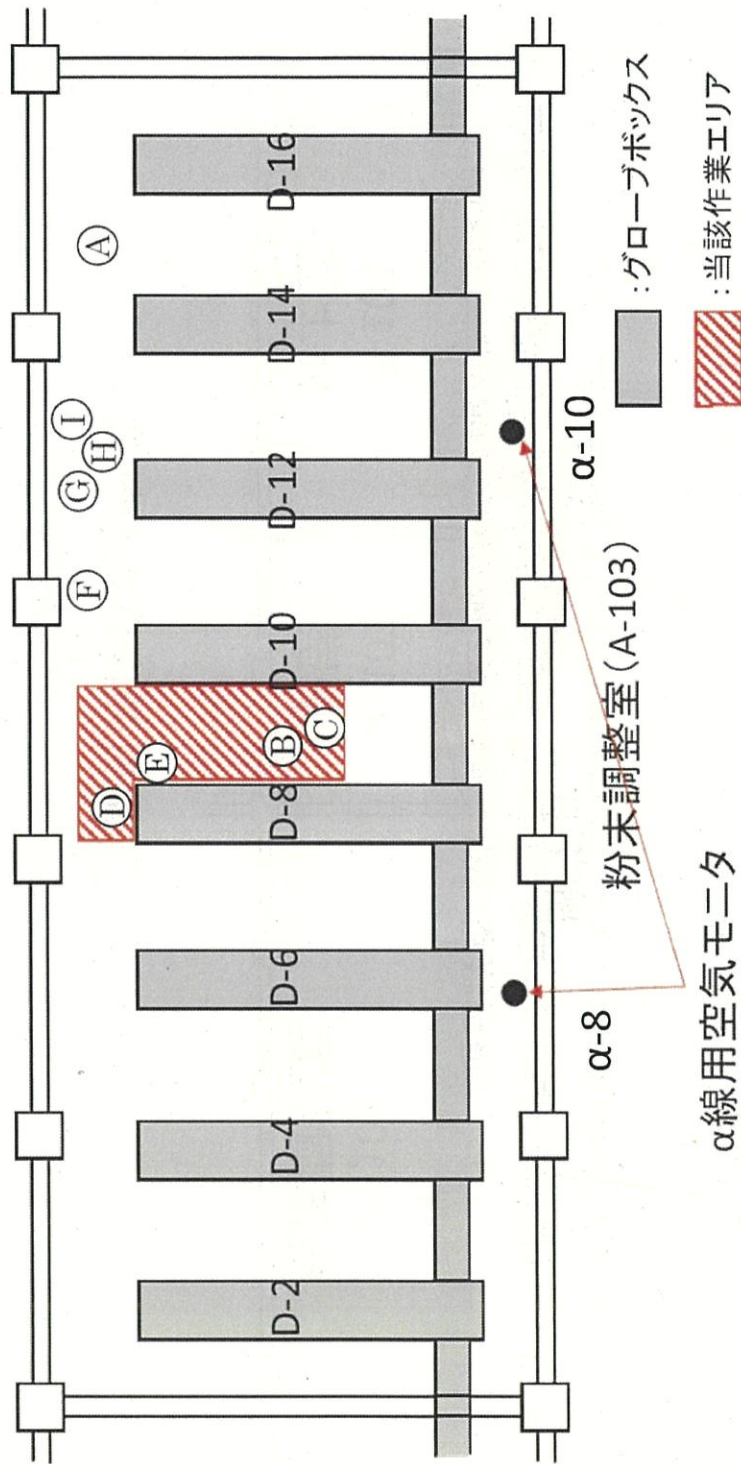 D-2
D-4
D-6
D-8
D-10
D-12
D-14
D-16
Ⓐ
Ⓑ
Ⓒ
Ⓓ
Ⓔ
Ⓕ
Ⓖ
Ⓗ
Ⓘ
α-8
α-10
粉末調整室(A-103)
α線用空気モニタ
:グローブボックス
:当該作業エリア